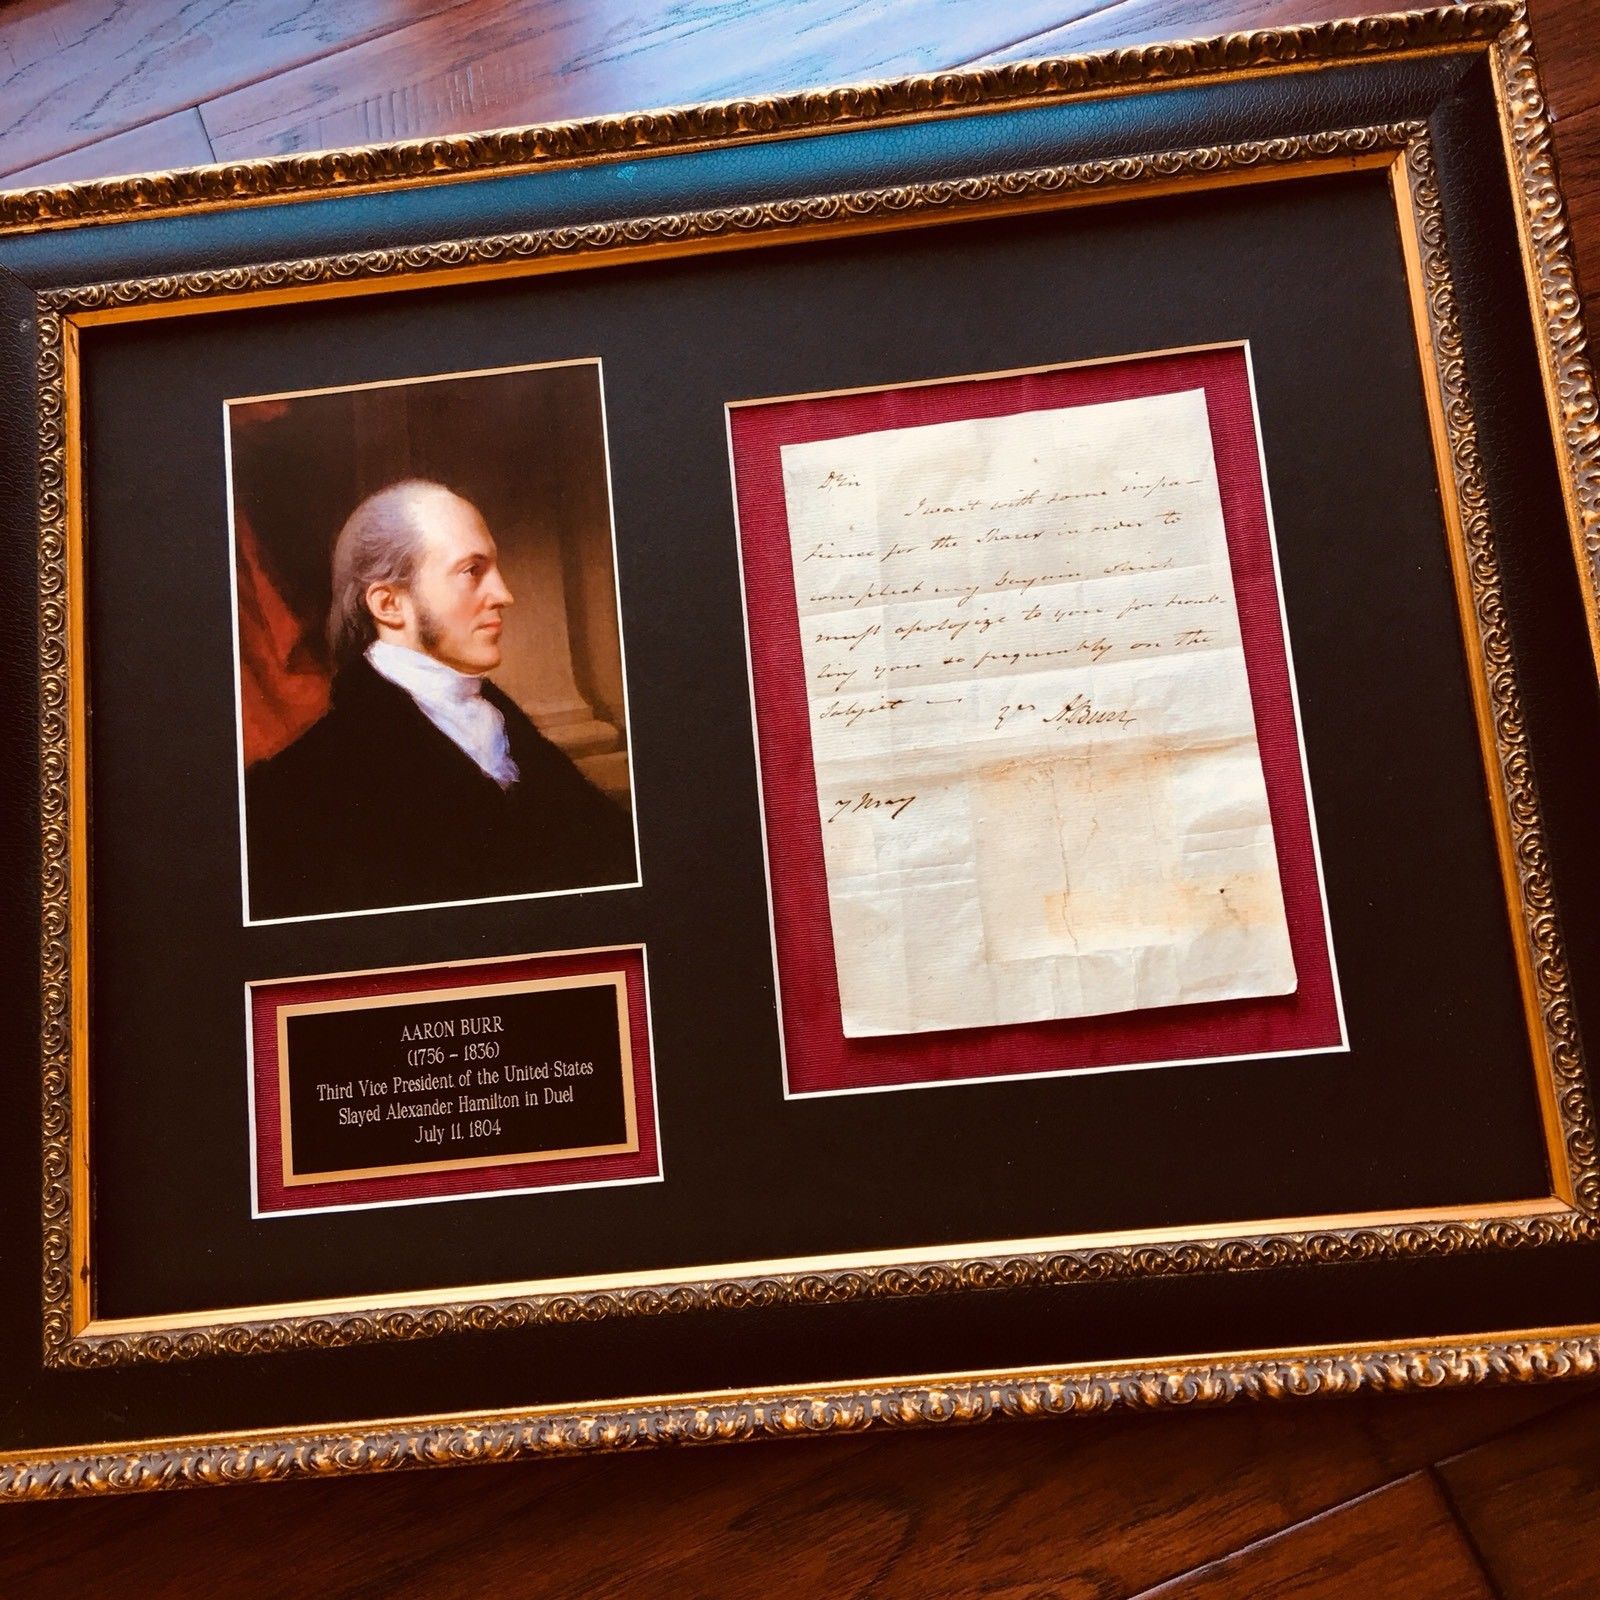 AARON BURR
(1756 – 1836)
Third Vice President of the United States
Slayed Alexander Hamilton in Duel
July 11, 1804
D, Sir
I wait with some impa–
tience for the Shares in order to
compleat my bargain, which
must apologize to you for troub–
ling you so frequently on the
Subject —
yrs A Burr
7 May